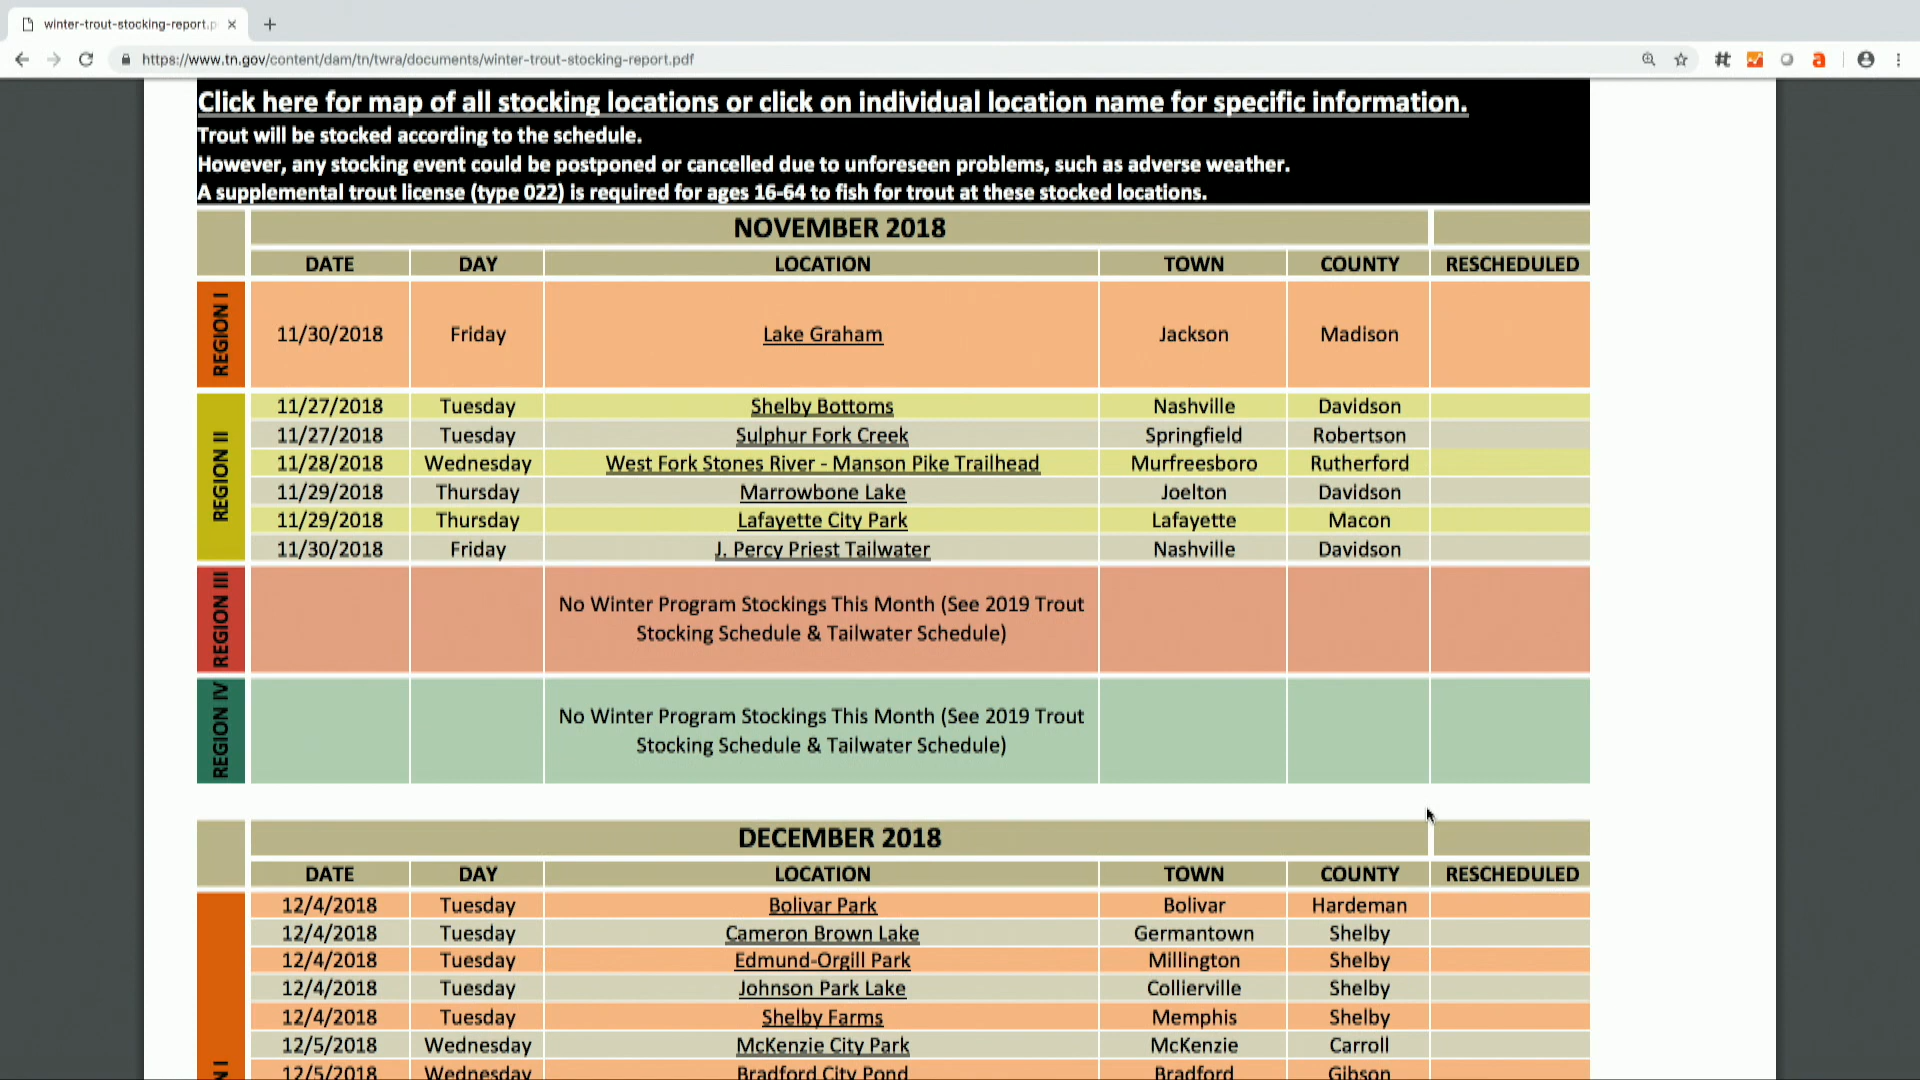 winter-trout-stocking-report.p
https://www.tn.gov/content/dam/tn/twra/documents/winter-trout-stocking-report.pdf
Click here for map of all stocking locations or click on individual location name for specific information.
Trout will be stocked according to the schedule.
However, any stocking event could be postponed or cancelled due to unforeseen problems, such as adverse weather.
A supplemental trout license (type 022) is required for ages 16-64 to fish for trout at these stocked locations.
NOVEMBER 2018
DATE DAY LOCATION TOWN COUNTY RESCHEDULED
REGION I
11/30/2018 Friday Lake Graham Jackson Madison
REGION II
11/27/2018 Tuesday Shelby Bottoms Nashville Davidson
11/27/2018 Tuesday Sulphur Fork Creek Springfield Robertson
11/28/2018 Wednesday West Fork Stones River - Manson Pike Trailhead Murfreesboro Rutherford
11/29/2018 Thursday Marrowbone Lake Joelton Davidson
11/29/2018 Thursday Lafayette City Park Lafayette Macon
11/30/2018 Friday J. Percy Priest Tailwater Nashville Davidson
REGION III
No Winter Program Stockings This Month (See 2019 Trout
Stocking Schedule & Tailwater Schedule)
REGION IV
No Winter Program Stockings This Month (See 2019 Trout
Stocking Schedule & Tailwater Schedule)
DECEMBER 2018
DATE DAY LOCATION TOWN COUNTY RESCHEDULED
12/4/2018 Tuesday Bolivar Park Bolivar Hardeman
12/4/2018 Tuesday Cameron Brown Lake Germantown Shelby
12/4/2018 Tuesday Edmund-Orgill Park Millington Shelby
12/4/2018 Tuesday Johnson Park Lake Collierville Shelby
12/4/2018 Tuesday Shelby Farms Memphis Shelby
12/5/2018 Wednesday McKenzie City Park McKenzie Carroll
N I
12/5/2018 Wednesday Bradford City Pond Bradford Gibson